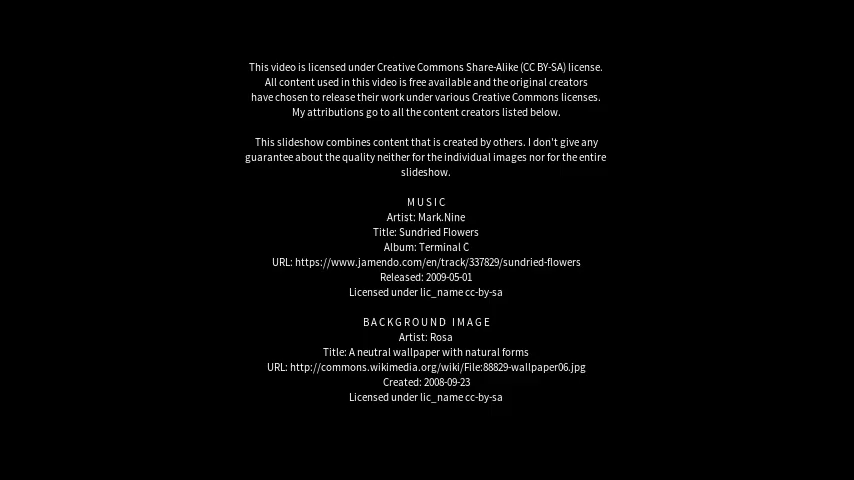 This video is licensed under Creative Commons Share-Alike (CC BY-SA) license.
All content used in this video is free available and the original creators
have chosen to release their work under various Creative Commons licenses.
My attributions go to all the content creators listed below.
This slideshow combines content that is created by others. I don't give any
guarantee about the quality neither for the individual images nor for the entire
slideshow.
M U S I C
Artist: Mark.Nine
Title: Sundried Flowers
Album: Terminal C
URL: https://www.jamendo.com/en/track/337829/sundried-flowers
Released: 2009-05-01
Licensed under lic_name cc-by-sa
B A C K G R O U N D  I M A G E
Artist: Rosa
Title: A neutral wallpaper with natural forms
URL: http://commons.wikimedia.org/wiki/File:88829-wallpaper06.jpg
Created: 2008-09-23
Licensed under lic_name cc-by-sa